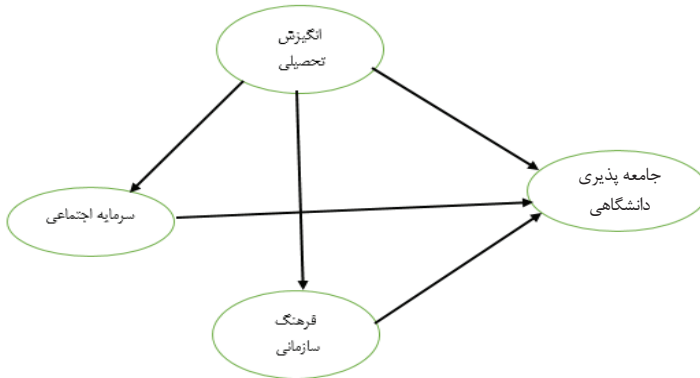 انگیزش
تحصیلی
جامعه پذیری
دانشگاهی
سرمایه اجتماعی
فرهنگ
سازمانی